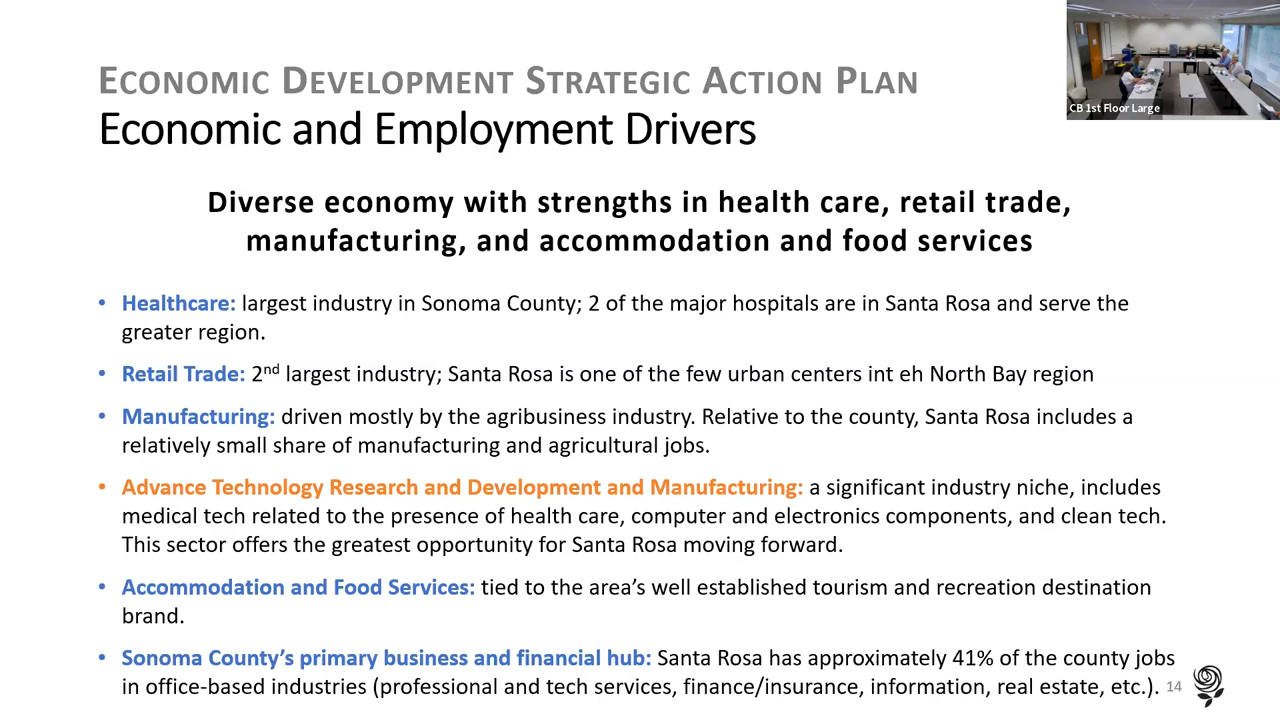 ECONOMIC DEVELOPMENT STRATEGIC ACTION PLAN
CB 1st Floor Large
Economic and Employment Drivers
Diverse economy with strengths in health care, retail trade,
manufacturing, and accommodation and food services
• Healthcare: largest industry in Sonoma County; 2 of the major hospitals are in Santa Rosa and serve the
greater region.
• Retail Trade: 2nd largest industry; Santa Rosa is one of the few urban centers int eh North Bay region
• Manufacturing: driven mostly by the agribusiness industry. Relative to the county, Santa Rosa includes a
relatively small share of manufacturing and agricultural jobs.
• Advance Technology Research and Development and Manufacturing: a significant industry niche, includes
medical tech related to the presence of health care, computer and electronics components, and clean tech.
This sector offers the greatest opportunity for Santa Rosa moving forward.
• Accommodation and Food Services: tied to the area’s well established tourism and recreation destination
brand.
• Sonoma County’s primary business and financial hub: Santa Rosa has approximately 41% of the county jobs
in office-based industries (professional and tech services, finance/insurance, information, real estate, etc.).
14